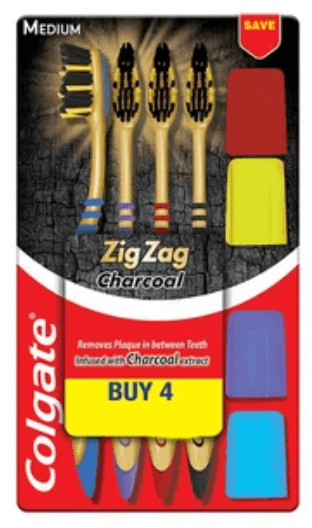 MEDIUM
SAVE
ZigZag
Charcoal
Removes Plaque in between Teeth
Infused with Charcoal extract
BUY 4
Colgate®